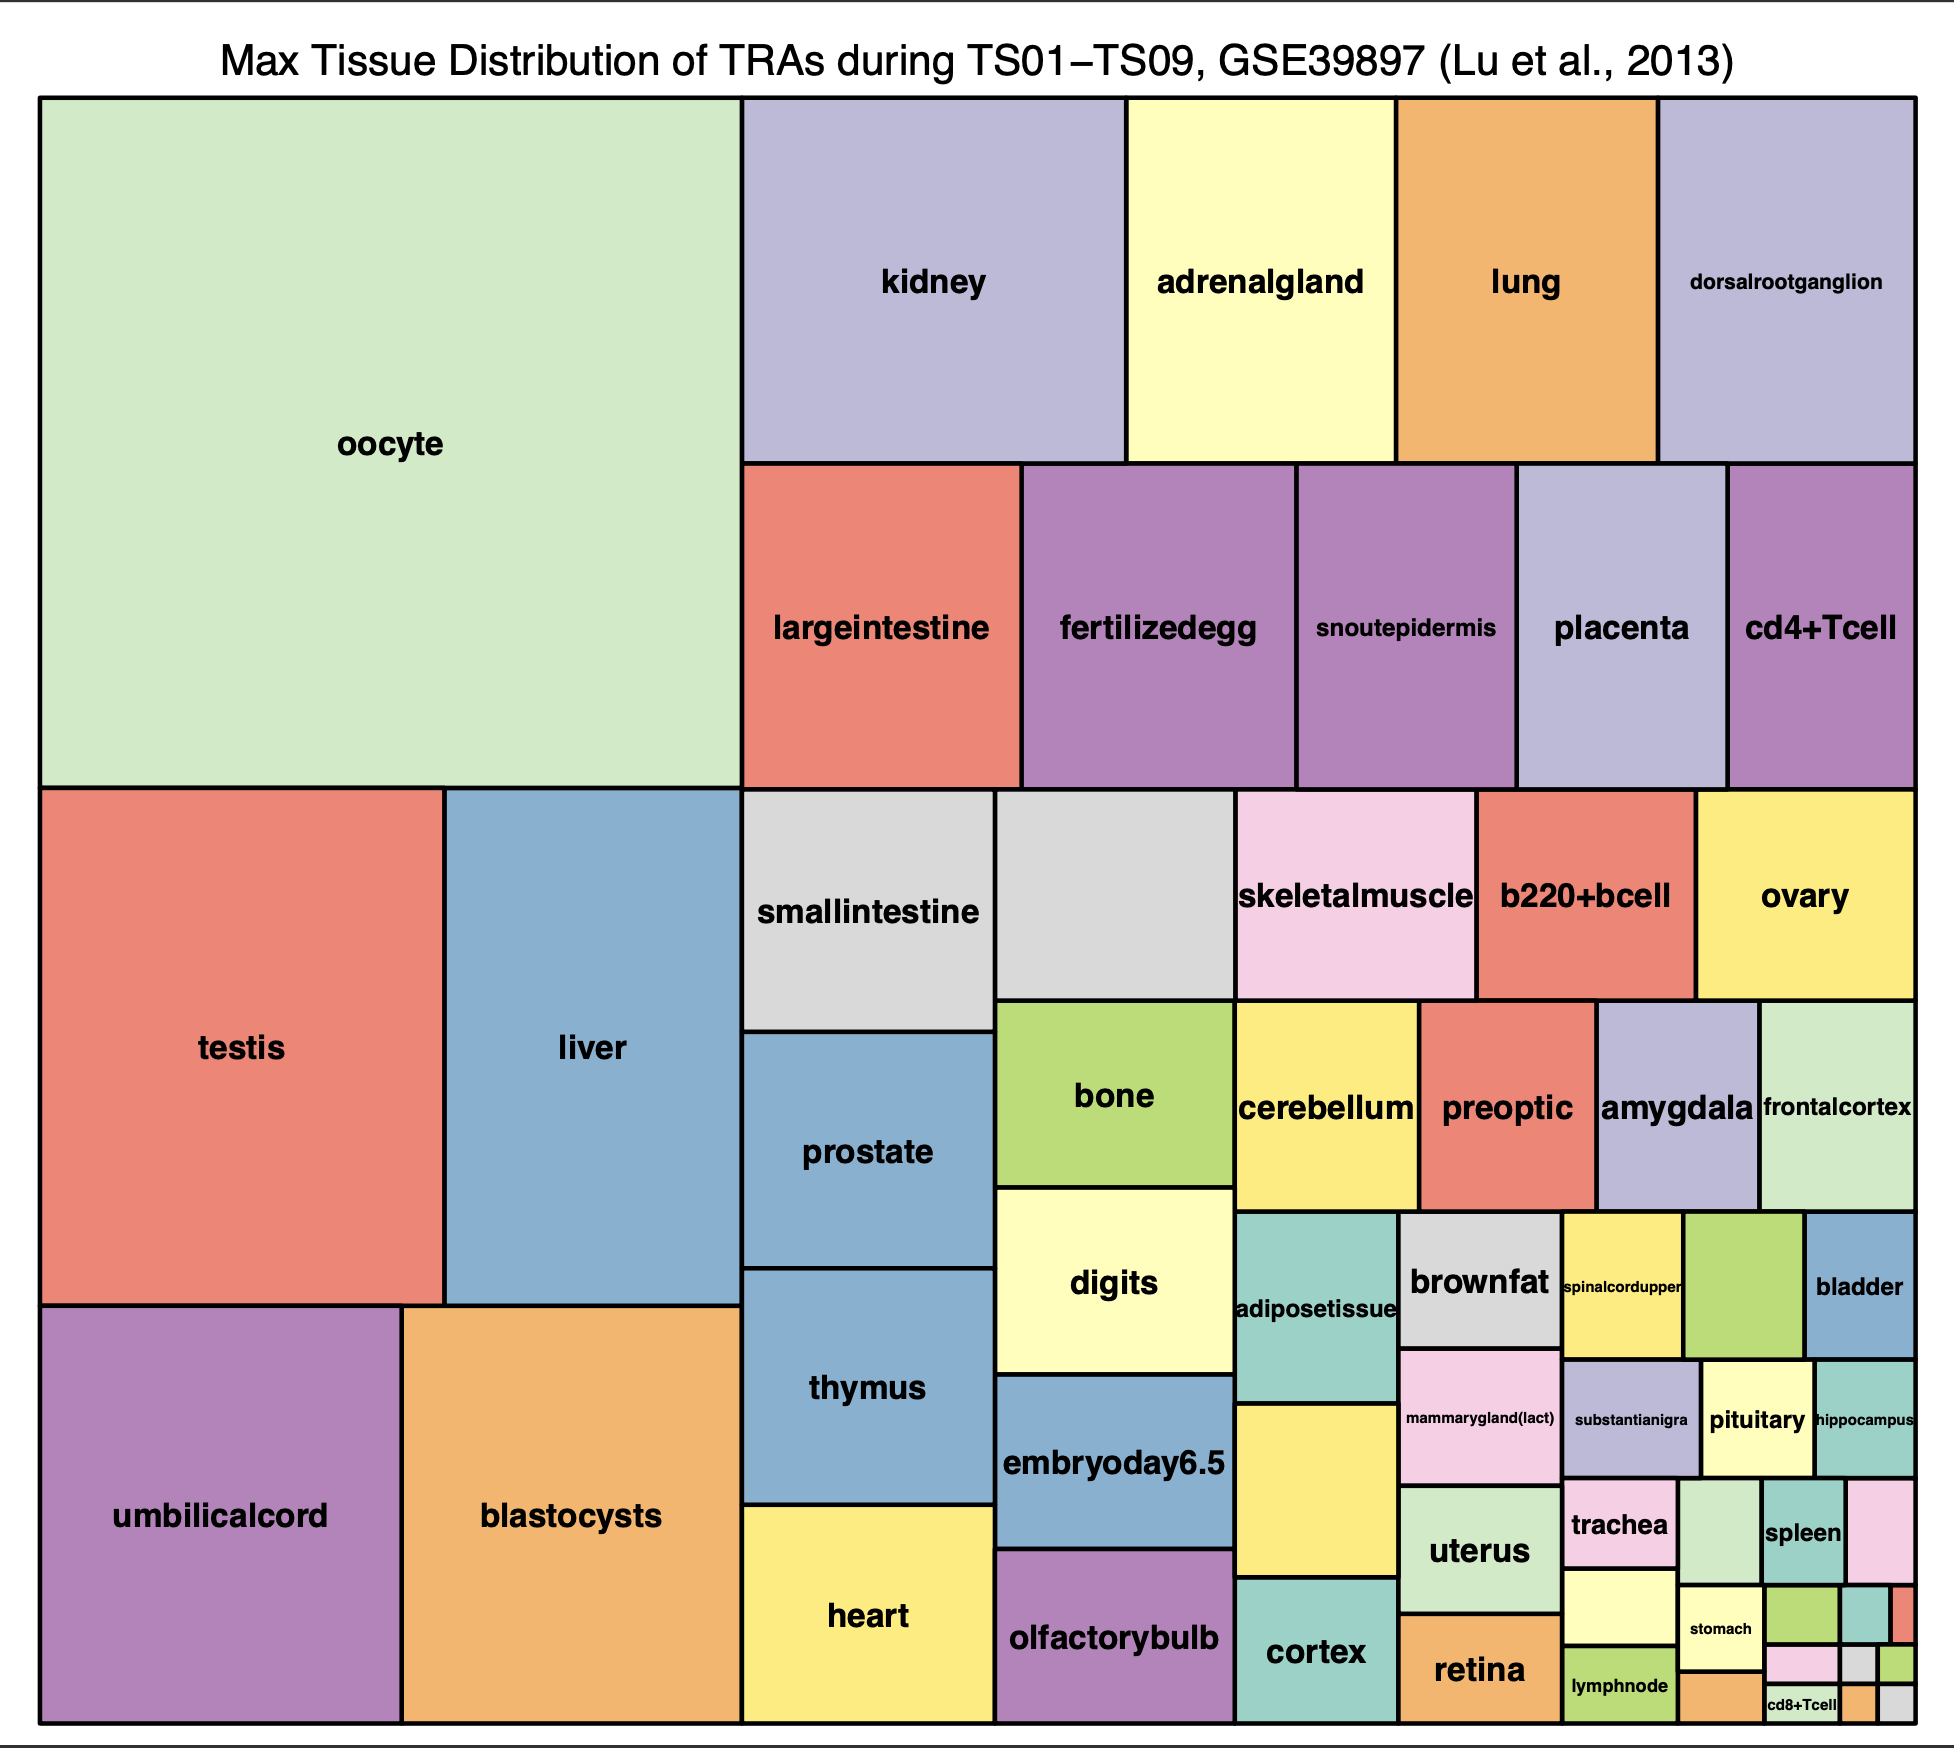 Max Tissue Distribution of TRAs during TS01−TS09, GSE39897 (Lu et al., 2013)
oocyte
kidney
adrenalgland
lung
dorsalrootganglion
largeintestine
fertilizedegg
snoutepidermis
placenta
cd4+Tcell
testis
liver
smallintestine
skeletalmuscle
b220+bcell
ovary
prostate
bone
cerebellum
preoptic
amygdala
frontalcortex
thymus
digits
adiposetissue
brownfat
spinalcordupper
bladder
mammarygland(lact)
substantianigra
pituitary
hippocampus
umbilicalcord
blastocysts
heart
embryoday6.5
olfactorybulb
cortex
uterus
retina
trachea
spleen
stomach
lymphnode
cd8+Tcell